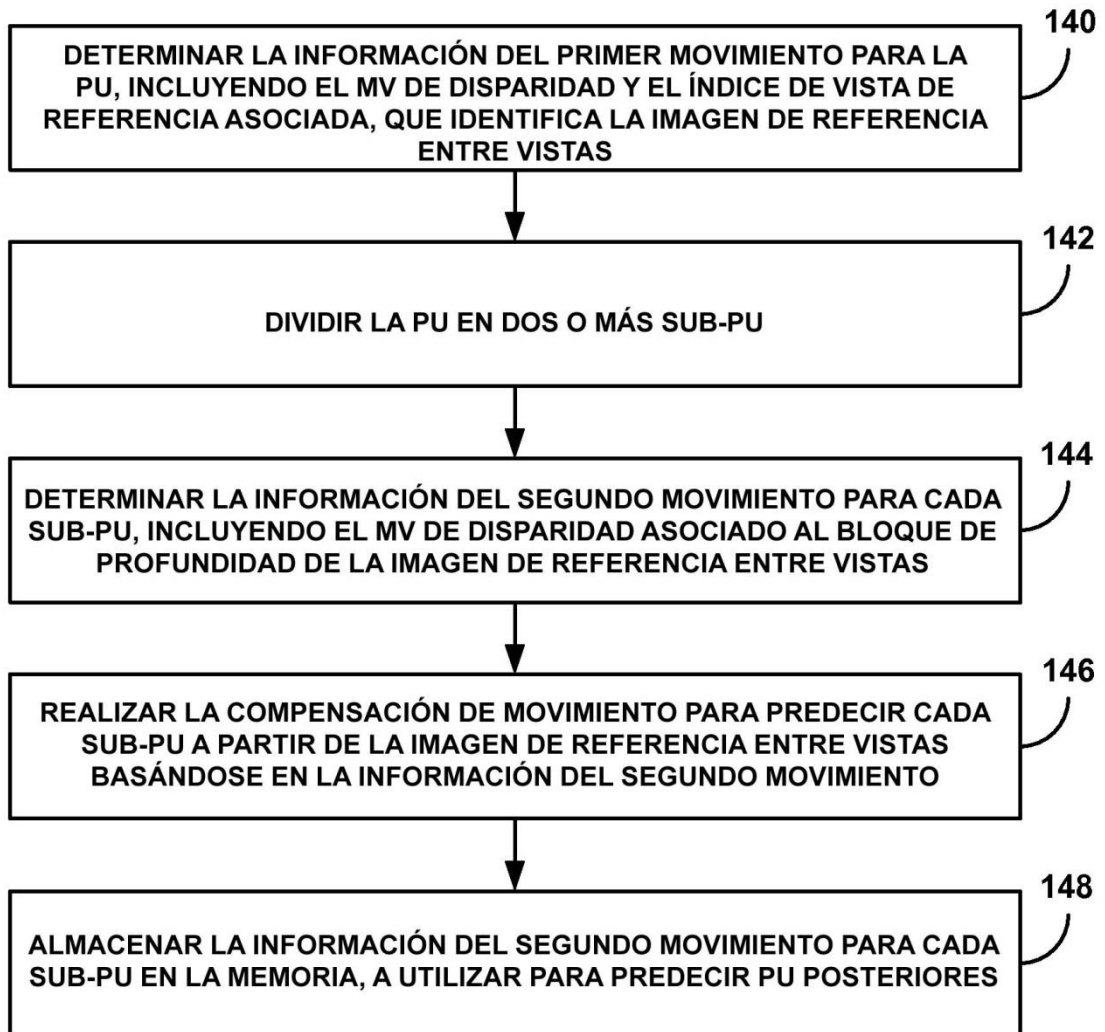 140
DETERMINAR LA INFORMACIÓN DEL PRIMER MOVIMIENTO PARA LA
PU, INCLUYENDO EL MV DE DISPARIDAD Y EL ÍNDICE DE VISTA DE
REFERENCIA ASOCIADA, QUE IDENTIFICA LA IMAGEN DE REFERENCIA
ENTRE VISTAS
142
DIVIDIR LA PU EN DOS O MÁS SUB-PU
144
DETERMINAR LA INFORMACIÓN DEL SEGUNDO MOVIMIENTO PARA CADA
SUB-PU, INCLUYENDO EL MV DE DISPARIDAD ASOCIADO AL BLOQUE DE
PROFUNDIDAD DE LA IMAGEN DE REFERENCIA ENTRE VISTAS
146
REALIZAR LA COMPENSACIÓN DE MOVIMIENTO PARA PREDECIR CADA
SUB-PU A PARTIR DE LA IMAGEN DE REFERENCIA ENTRE VISTAS
BASÁNDOSE EN LA INFORMACIÓN DEL SEGUNDO MOVIMIENTO
148
ALMACENAR LA INFORMACIÓN DEL SEGUNDO MOVIMIENTO PARA CADA
SUB-PU EN LA MEMORIA, A UTILIZAR PARA PREDECIR PU POSTERIORES